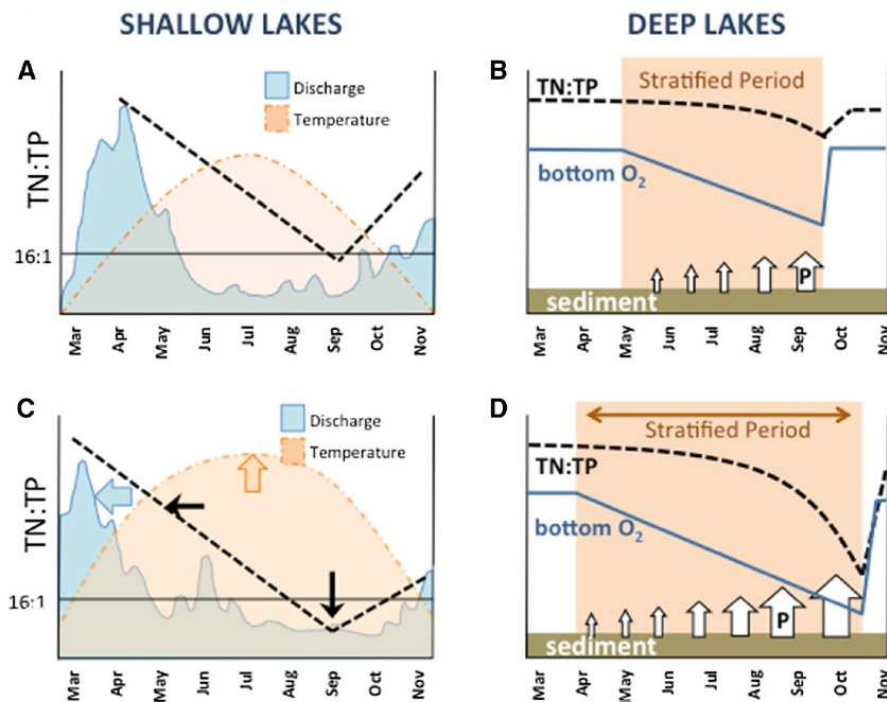 SHALLOW LAKES
DEEP LAKES
A
TN:TP
16:1
Discharge
Temperature
Mar
Apr
May
Jun
Jul
Aug
Sep
Oct
Nov
B
Stratified Period
TN:TP
bottom O₂
P
sediment
Mar
Apr
May
Jun
Jul
Aug
Sep
Oct
Nov
C
TN:TP
16:1
Discharge
Temperature
Mar
Apr
May
Jun
Jul
Aug
Sep
Oct
Nov
D
Stratified Period
TN:TP
bottom O₂
P
sediment
Mar
Apr
May
Jun
Jul
Aug
Sep
Oct
Nov